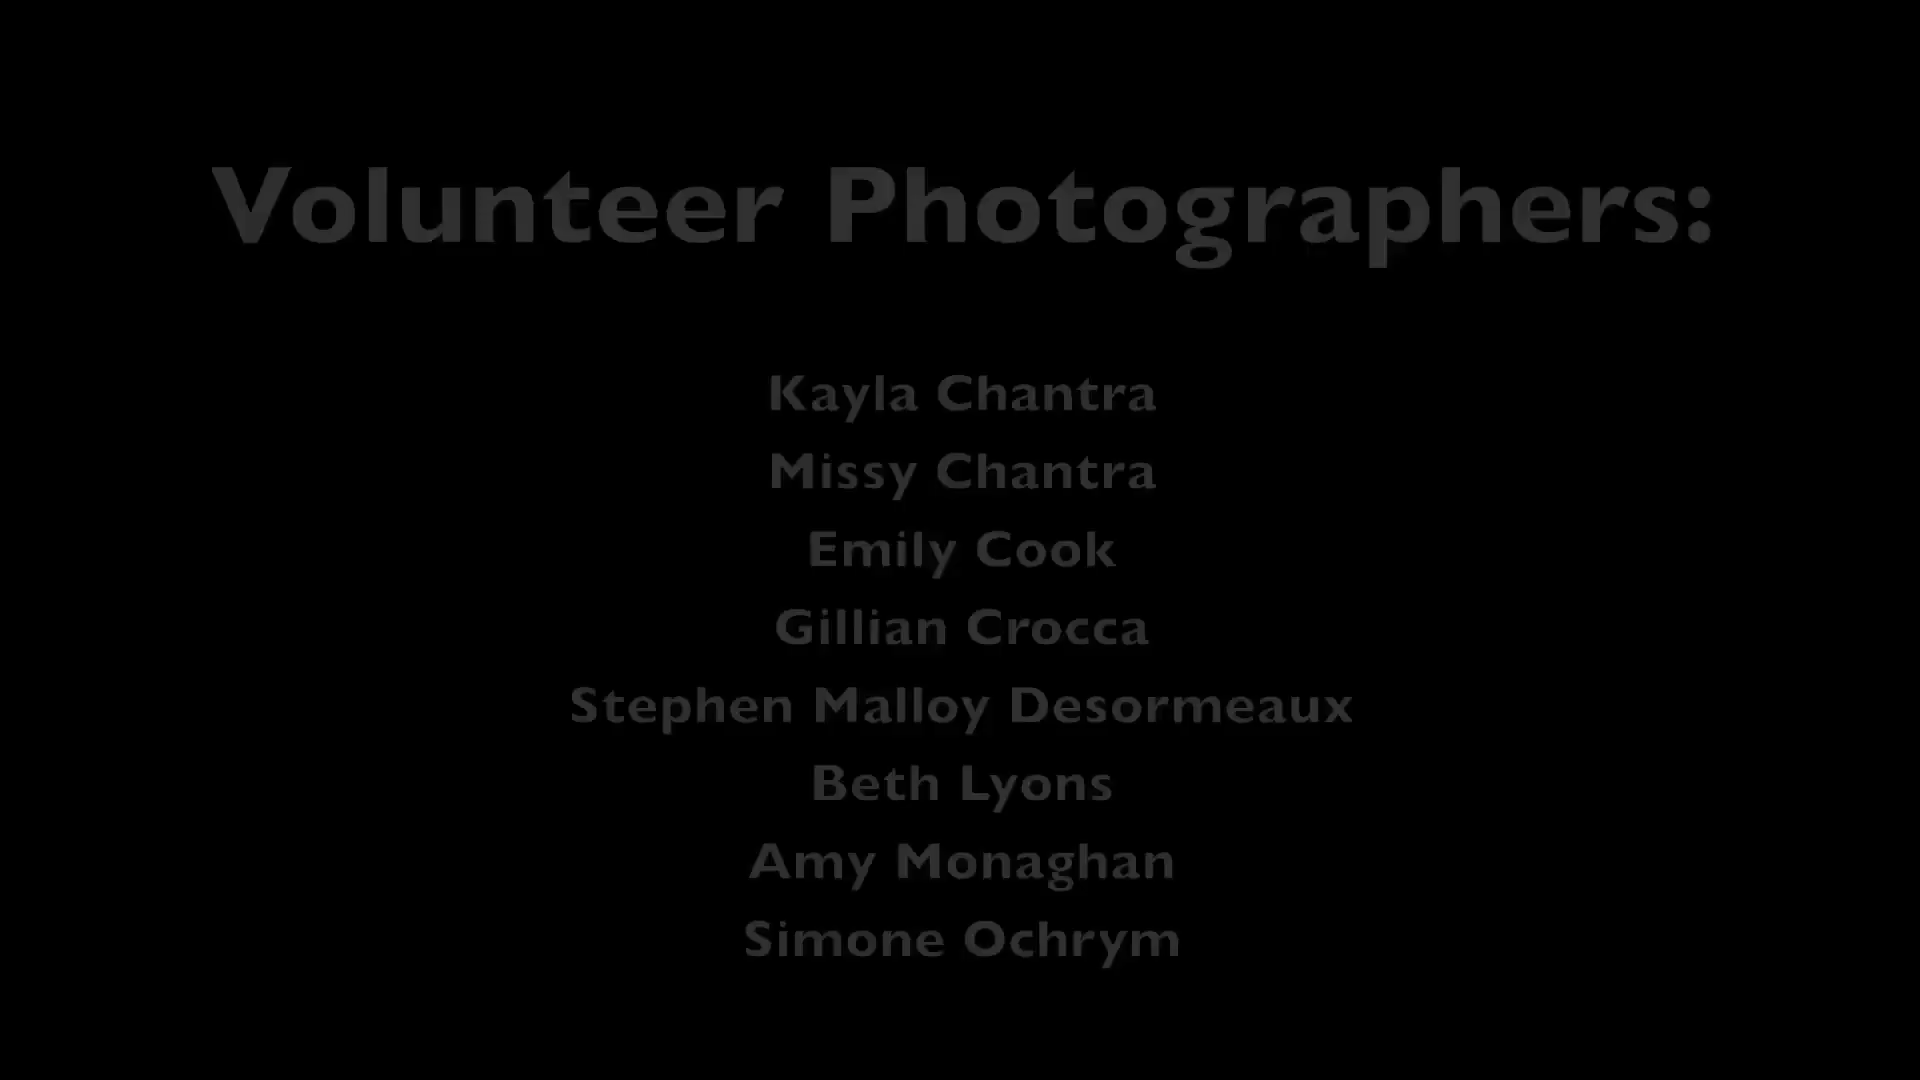 Volunteer Photographers:
Kayla Chantra
Missy Chantra
Emily Cook
Gillian Crocca
Stephen Malloy Desormeaux
Beth Lyons
Amy Monaghan
Simone Ochrym